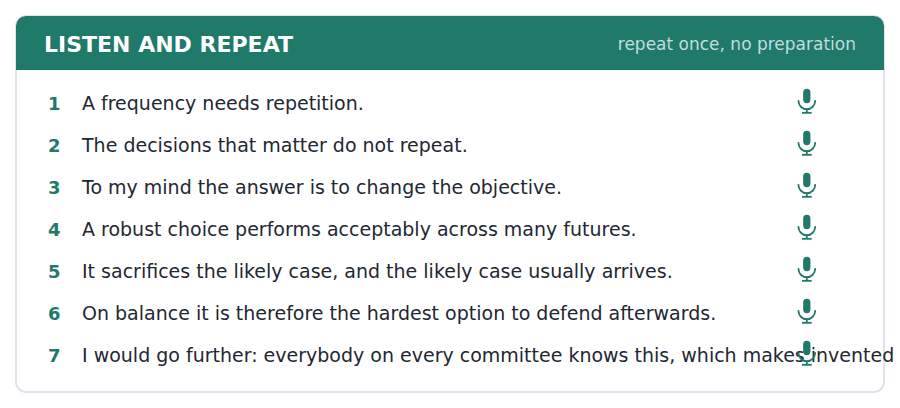 LISTEN AND REPEAT
repeat once, no preparation
1 A frequency needs repetition.
2 The decisions that matter do not repeat.
3 To my mind the answer is to change the objective.
4 A robust choice performs acceptably across many futures.
5 It sacrifices the likely case, and the likely case usually arrives.
6 On balance it is therefore the hardest option to defend afterwards.
7 I would go further: everybody on every committee knows this, which makes invented